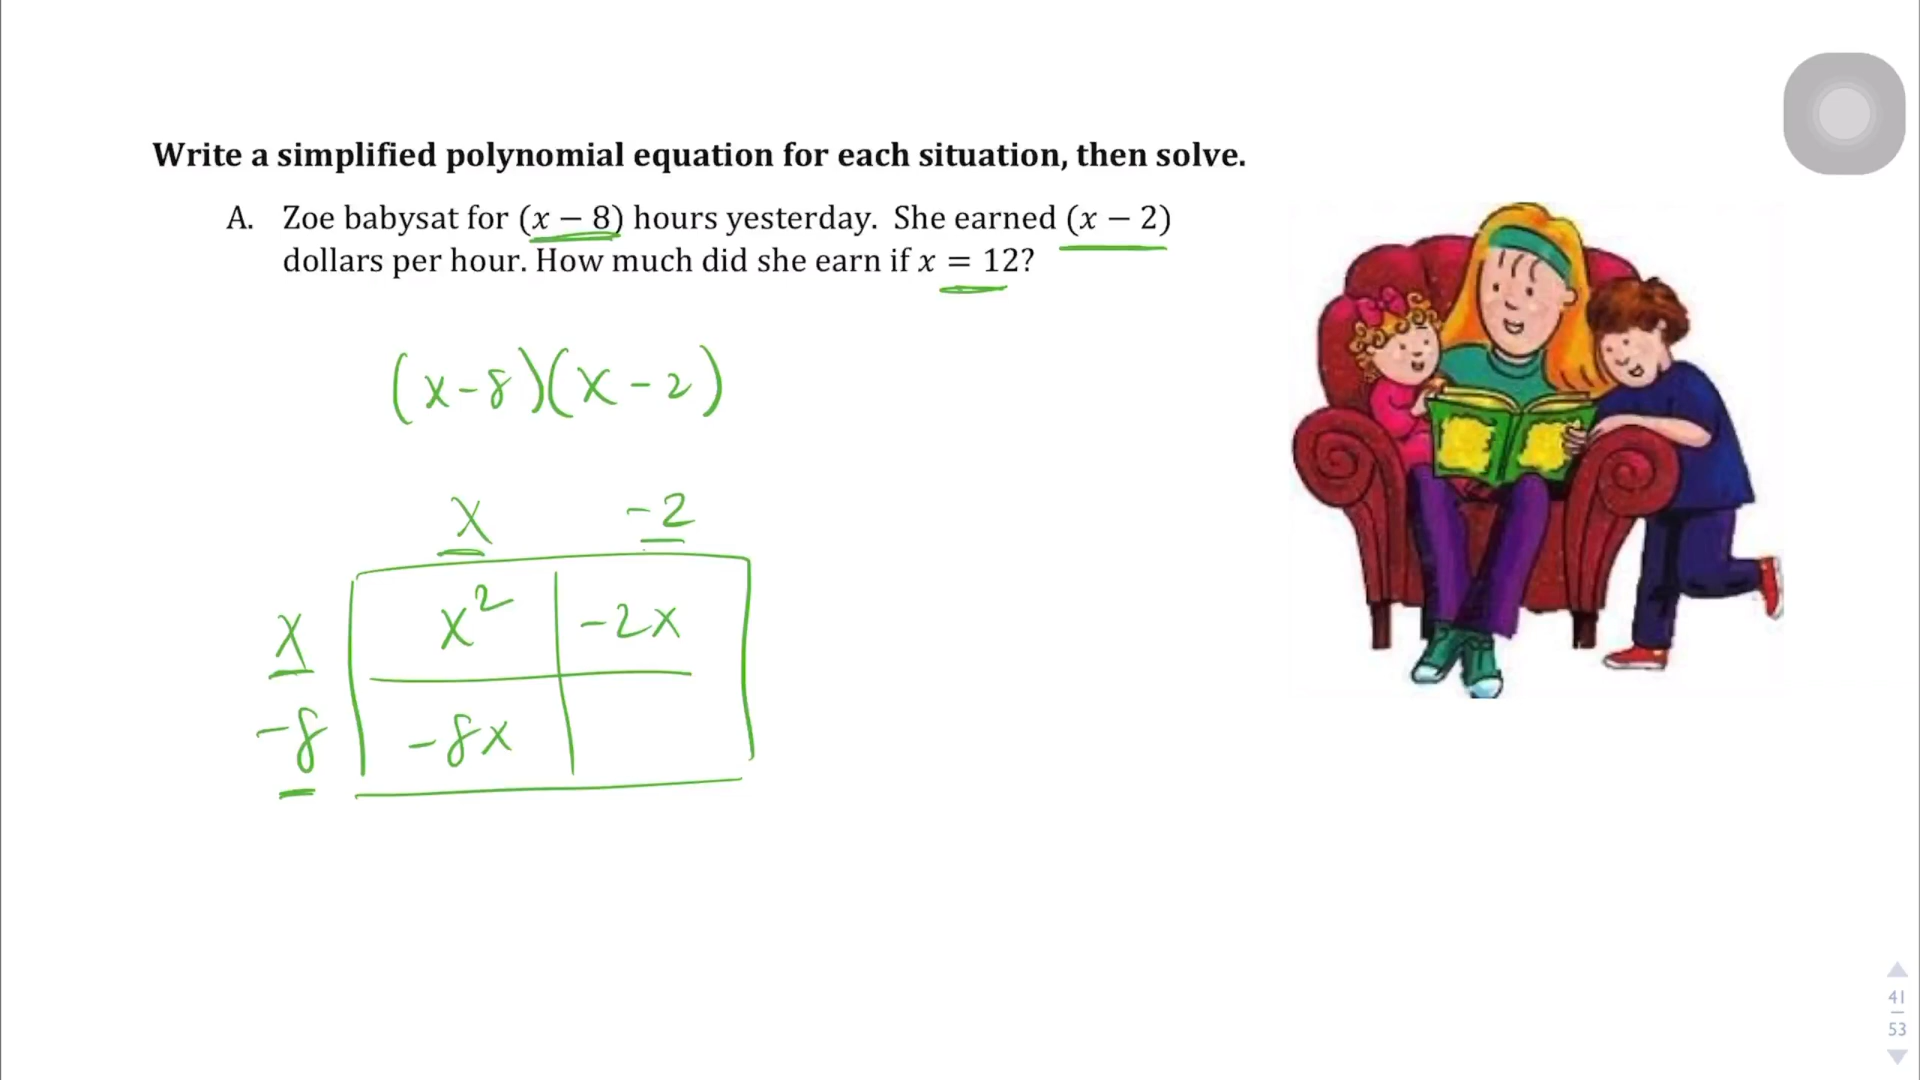 Write a simplified polynomial equation for each situation, then solve.
A. Zoe babysat for (x − 8) hours yesterday. She earned (x − 2)
dollars per hour. How much did she earn if x = 12?
(x-8)(x-2)
x -2
x x² -2x
-8 -8x
41
53